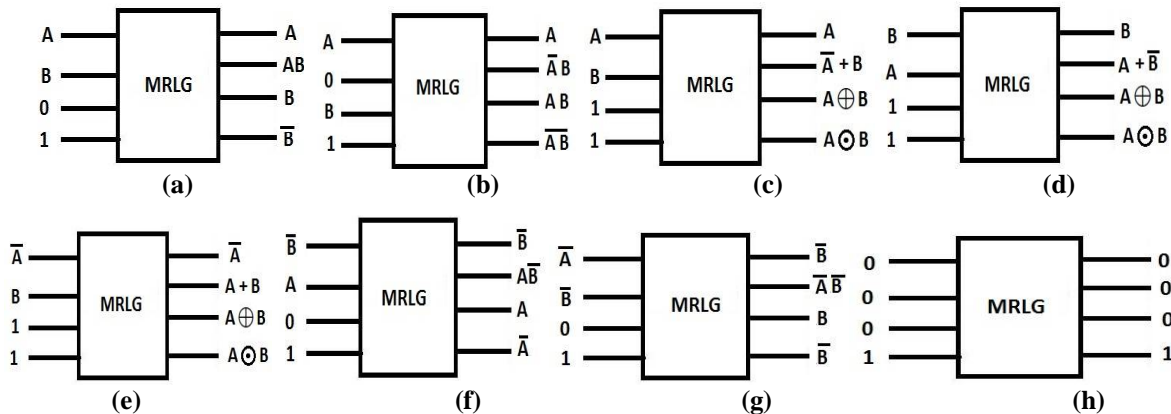 A
B
0
1
MRLG
A
AB
B
B̅
(a)
A
0
B
1
MRLG
A
A̅ B
A B
A̅B̅
(b)
A
B
1
1
MRLG
A
A̅ + B
A ⊕ B
A ⊙ B
(c)
B
A
1
1
MRLG
B
A + B̅
A ⊕ B
A ⊙ B
(d)
A̅
B
1
1
MRLG
A̅
A + B
A ⊕ B
A ⊙ B
(e)
B̅
A
0
1
MRLG
B̅
AB̅
A
A̅
(f)
A̅
B̅
0
1
MRLG
B̅
A̅ B̅
B
B̅
(g)
0
0
0
1
MRLG
0
0
0
1
(h)